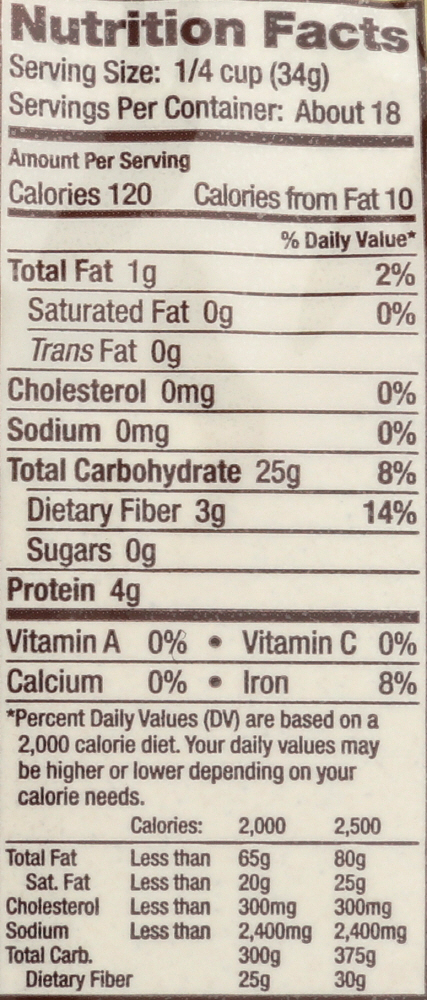 Nutrition Facts
Serving Size: 1/4 cup (34g)
Servings Per Container: About 18
Amount Per Serving
Calories 120 Calories from Fat 10
% Daily Value*
Total Fat 1g 2%
Saturated Fat 0g 0%
Trans Fat 0g
Cholesterol 0mg 0%
Sodium 0mg 0%
Total Carbohydrate 25g 8%
Dietary Fiber 3g 14%
Sugars 0g
Protein 4g
Vitamin A 0% • Vitamin C 0%
Calcium 0% • Iron 8%
*Percent Daily Values (DV) are based on a
2,000 calorie diet. Your daily values may
be higher or lower depending on your
calorie needs.
Calories: 2,000 2,500
Total Fat Less than 65g 80g
Sat. Fat Less than 20g 25g
Cholesterol Less than 300mg 300mg
Sodium Less than 2,400mg 2,400mg
Total Carb. 300g 375g
Dietary Fiber 25g 30g